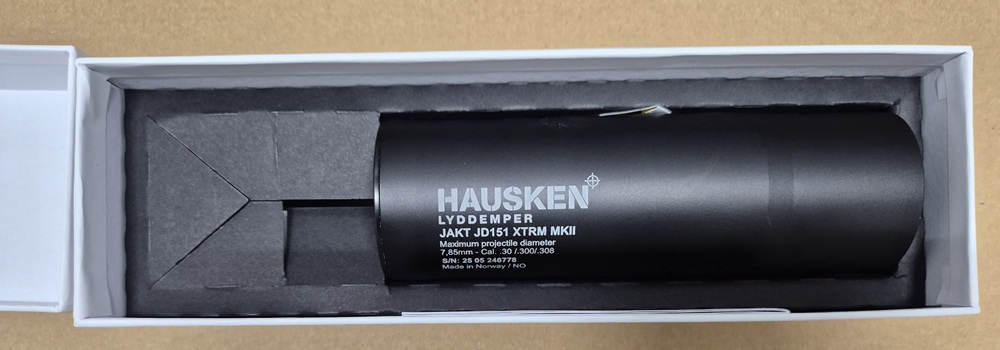 HAUSKEN
LYDDEMPER
JAKT JD151 XTRM MKII
Maximum projectile diameter
7,85mm - Cal. .30 /.300/.308
S/N: 25 05 246778
Made in Norway / NO